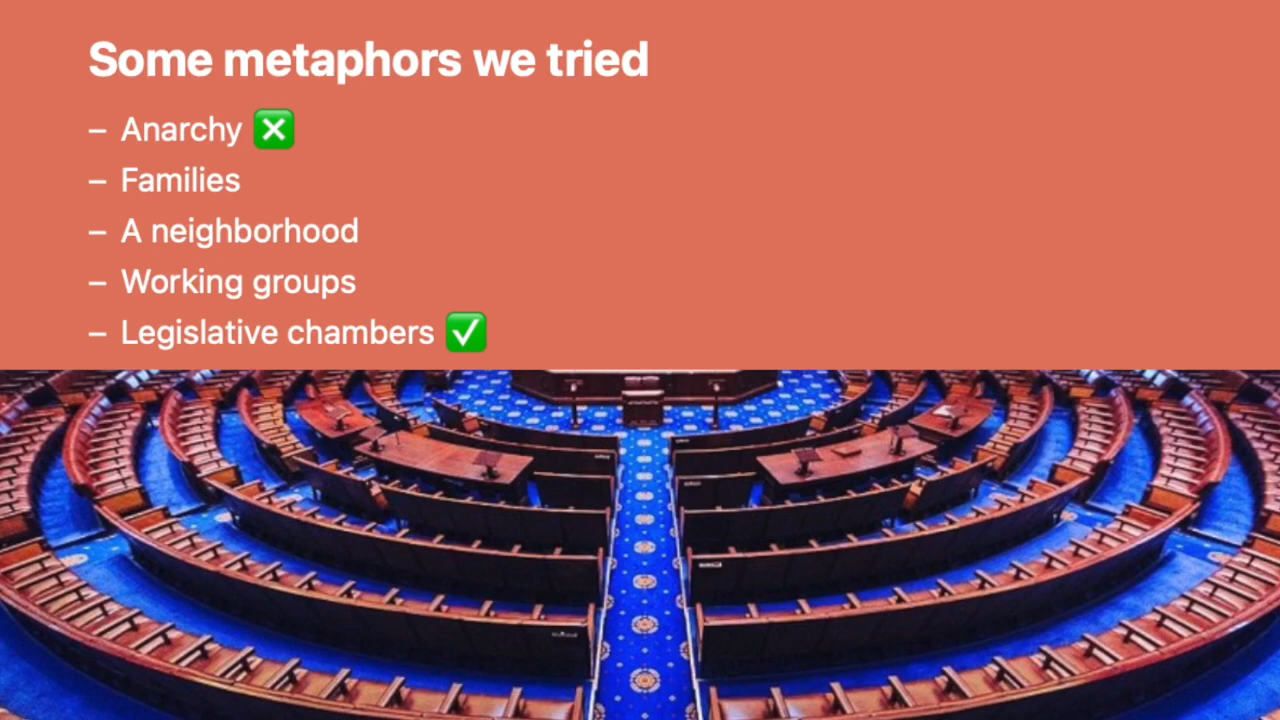 Some metaphors we tried
– Anarchy ❎
– Families
– A neighborhood
– Working groups
– Legislative chambers ✅